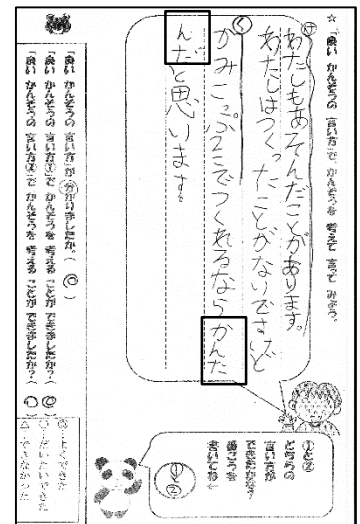 ☆「良い かんそうの 言い方」で、かんそうを 考えて 言って みよう。
わたしもあそんだことがあります。
わたしはつくったことがないですけど
かみコップ2こでつくれるならかんた
んだと思います。
①と②
どちらの
言い方が
できたかな?
番ごうを
書いてね↓
①
②
「良い かんそうの 言い方」が 分かりましたか。( ◎ )
「良い かんそうの 言い方①」で かんそうを 考える ことが できましたか?( ◎ )
「良い かんそうの 言い方②」で かんそうを 考える ことが できましたか?( ○ )
◎…よくできた
○…だいたいできた
△…できなかった